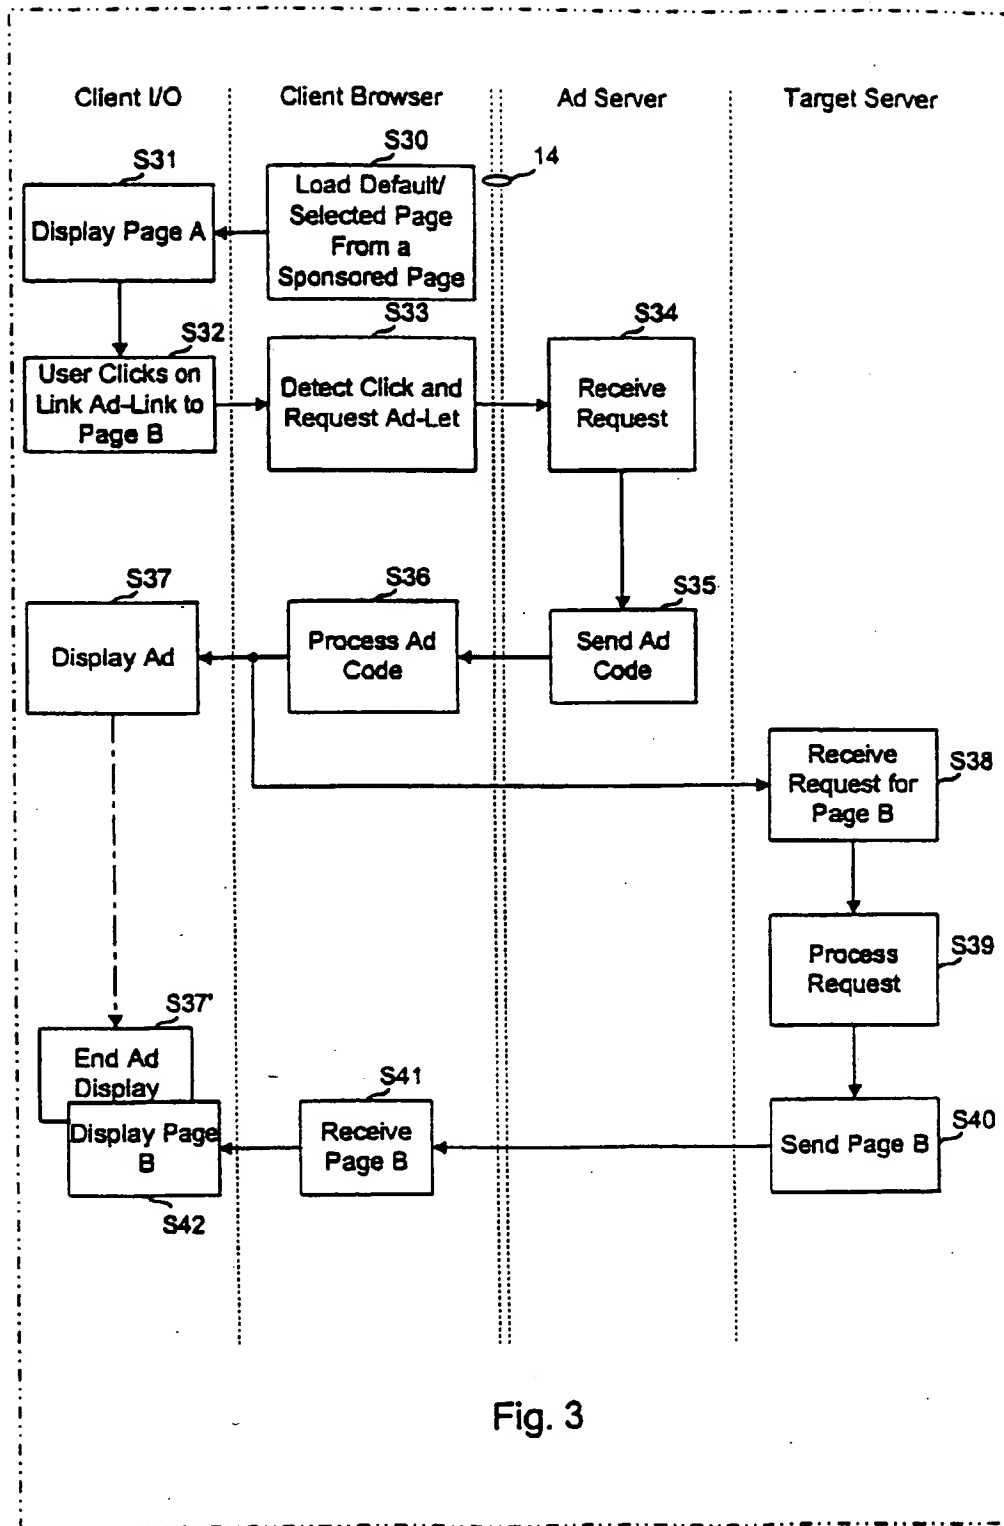 Client I/O
Client Browser
Ad Server
Target Server
S30
14
Load Default/
Selected Page
From a
Sponsored Page
S31
Display Page A
S32
User Clicks on
Link Ad-Link to
Page B
S33
Detect Click and
Request Ad-Let
S34
Receive
Request
S35
Send Ad
Code
S36
Process Ad
Code
S37
Display Ad
S38
Receive
Request for
Page B
S39
Process
Request
S37'
End Ad
Display
S40
Send Page B
S41
Receive
Page B
Display Page
B
S42
Fig. 3